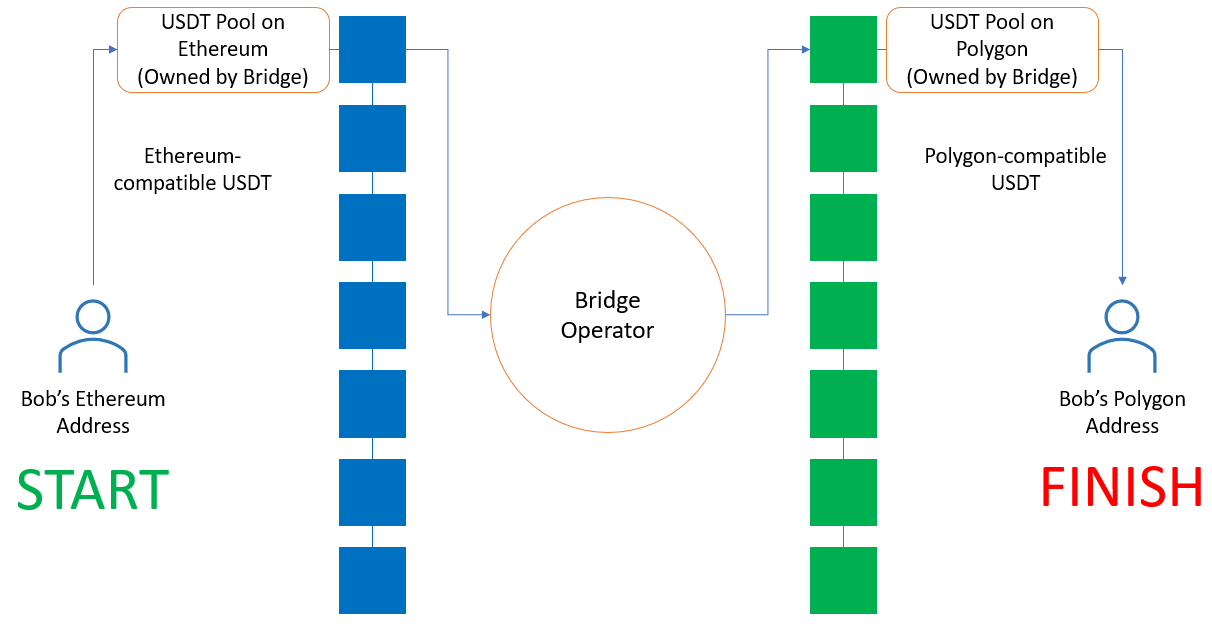 USDT Pool on
Ethereum
(Owned by Bridge)
Ethereum-
compatible USDT
Bob’s Ethereum
Address
START
Bridge
Operator
USDT Pool on
Polygon
(Owned by Bridge)
Polygon-compatible
USDT
Bob’s Polygon
Address
FINISH